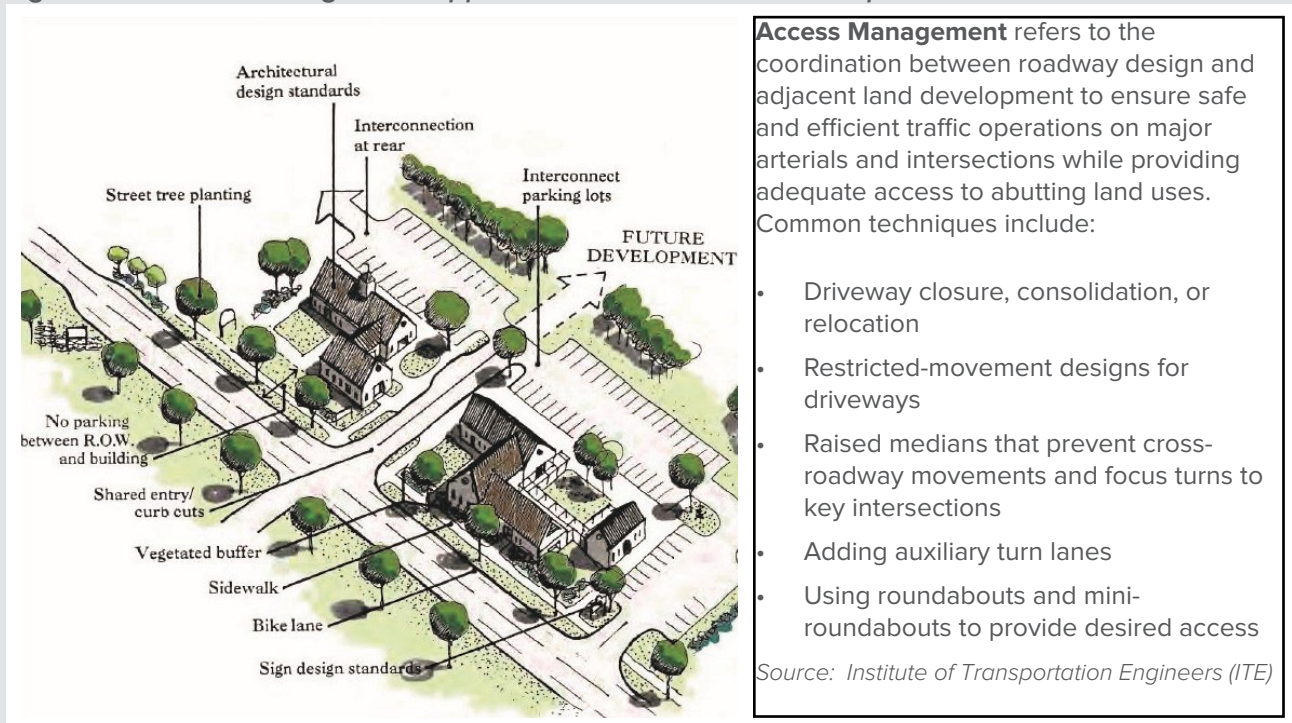 Architectural
design standards
Interconnection
at rear
Interconnect
parking lots
Street tree planting
FUTURE
DEVELOPMENT
No parking
between R.O.W.
and building
Shared entry/
curb cuts
Vegetated buffer
Sidewalk
Bike lane
Sign design standards
Access Management refers to the
coordination between roadway design and
adjacent land development to ensure safe
and efficient traffic operations on major
arterials and intersections while providing
adequate access to abutting land uses.
Common techniques include:
• Driveway closure, consolidation, or
relocation
• Restricted-movement designs for
driveways
• Raised medians that prevent cross-
roadway movements and focus turns to
key intersections
• Adding auxiliary turn lanes
• Using roundabouts and mini-
roundabouts to provide desired access
Source: Institute of Transportation Engineers (ITE)